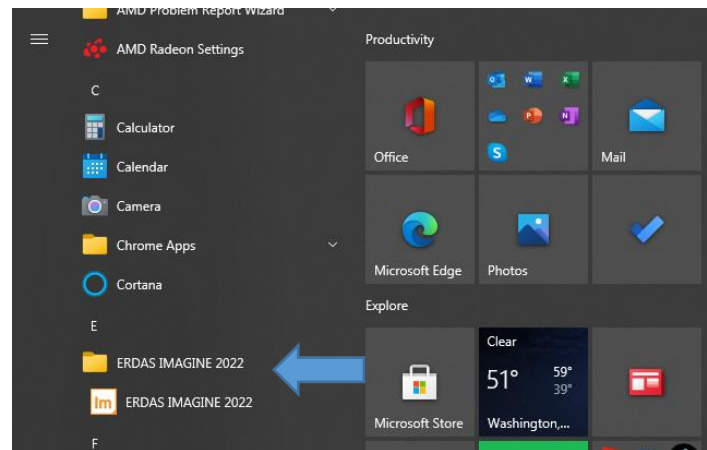 AMD Problem Report Wizard
AMD Radeon Settings
C
Calculator
Calendar
Camera
Chrome Apps
Cortana
E
ERDAS IMAGINE 2022
Im
ERDAS IMAGINE 2022
F
Productivity
Office
Mail
Microsoft Edge
Photos
Explore
Microsoft Store
Clear
51°
59°
39°
Washington,...